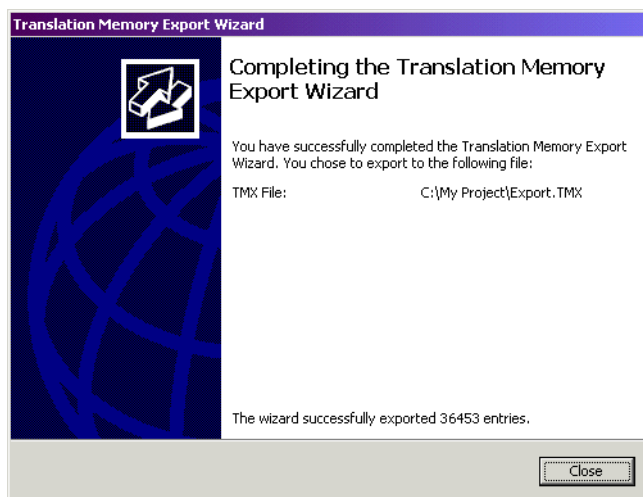 Translation Memory Export Wizard
Completing the Translation Memory
Export Wizard
You have successfully completed the Translation Memory Export
Wizard. You chose to export to the following file:
TMX File: C:\My Project\Export.TMX
The wizard successfully exported 36453 entries.
Close